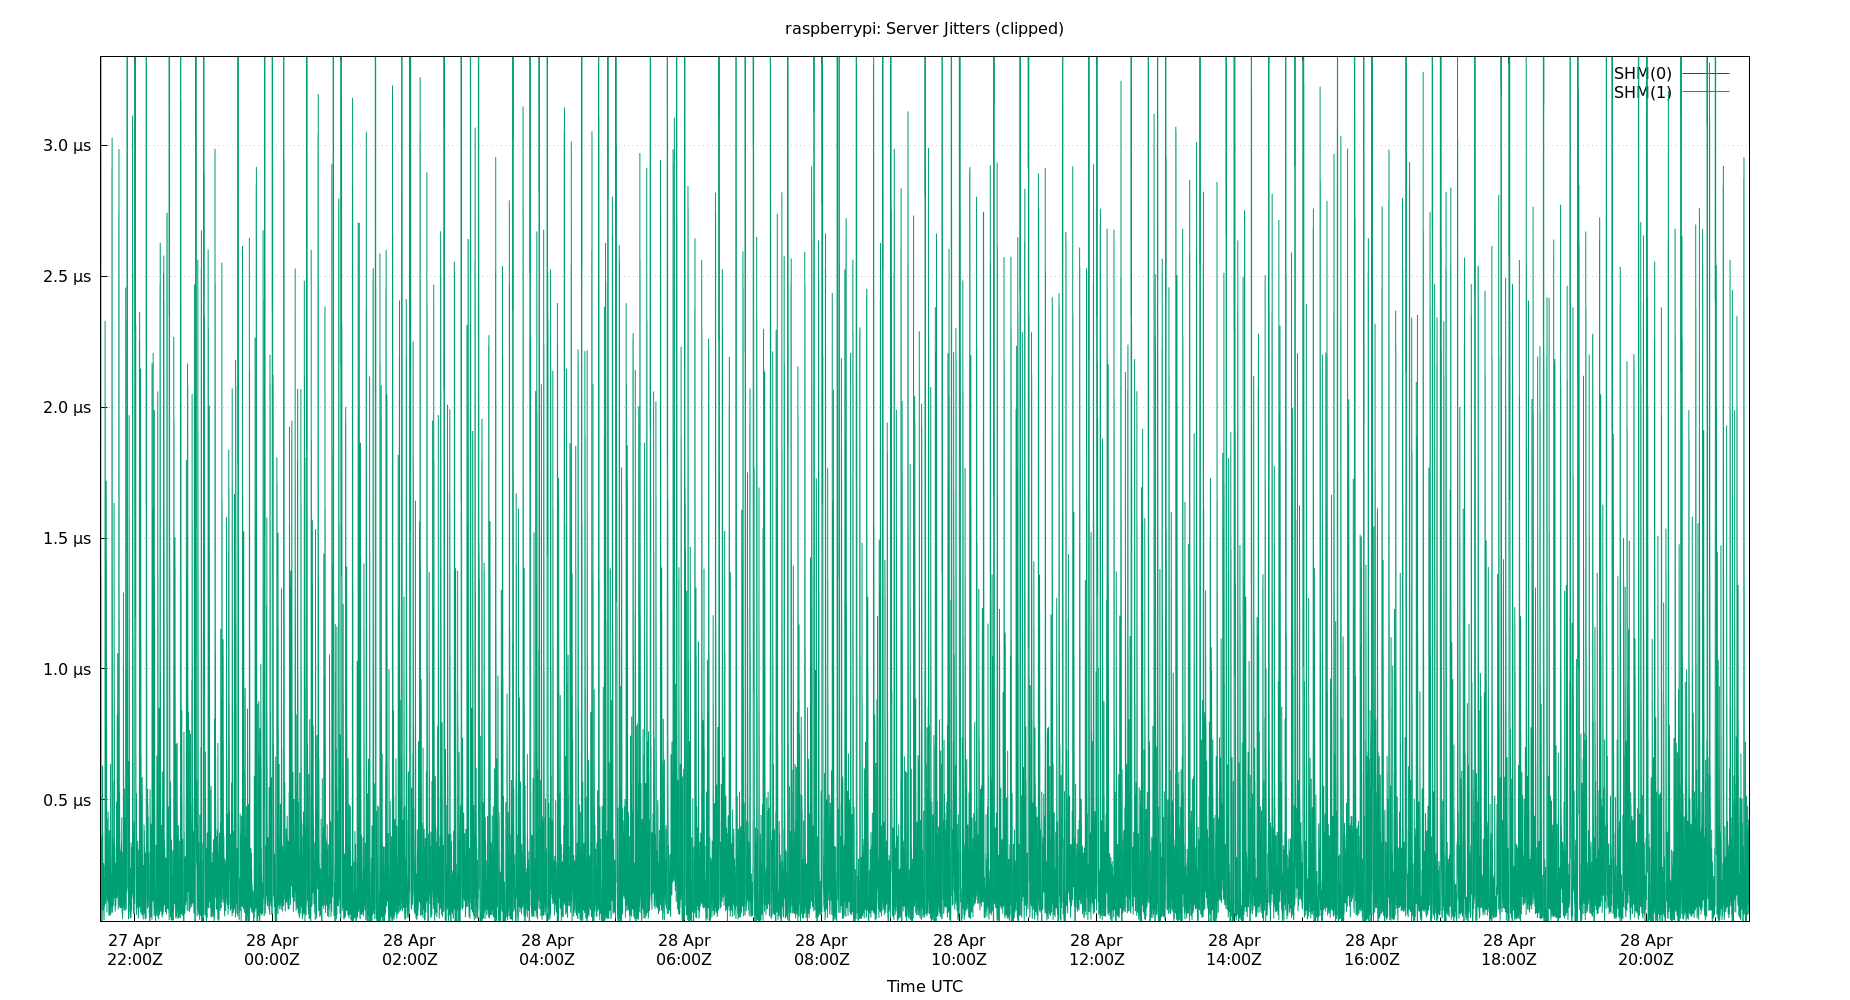 raspberrypi: Server Jitters (clipped)
SHM(0)
SHM(1)
3.0 µs
2.5 µs
2.0 µs
1.5 µs
1.0 µs
0.5 µs
27 Apr 28 Apr 28 Apr 28 Apr 28 Apr 28 Apr 28 Apr 28 Apr 28 Apr 28 Apr 28 Apr 28 Apr
22:00Z 00:00Z 02:00Z 04:00Z 06:00Z 08:00Z 10:00Z 12:00Z 14:00Z 16:00Z 18:00Z 20:00Z
Time UTC